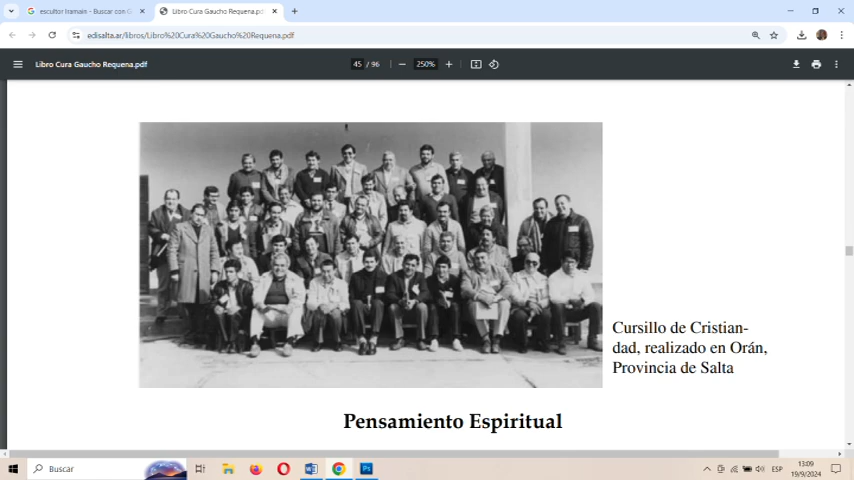 escultor Iramain - Buscar con G
Libro Cura Gaucho Requena.pd
edisalta.ar/libros/Libro%20Cura%20Gaucho%20Requena.pdf
Libro Cura Gaucho Requena.pdf
45 / 96
250%
Cursillo de Cristian-
dad, realizado en Orán,
Provincia de Salta
Pensamiento Espiritual
Buscar
ESP
13:09
19/9/2024